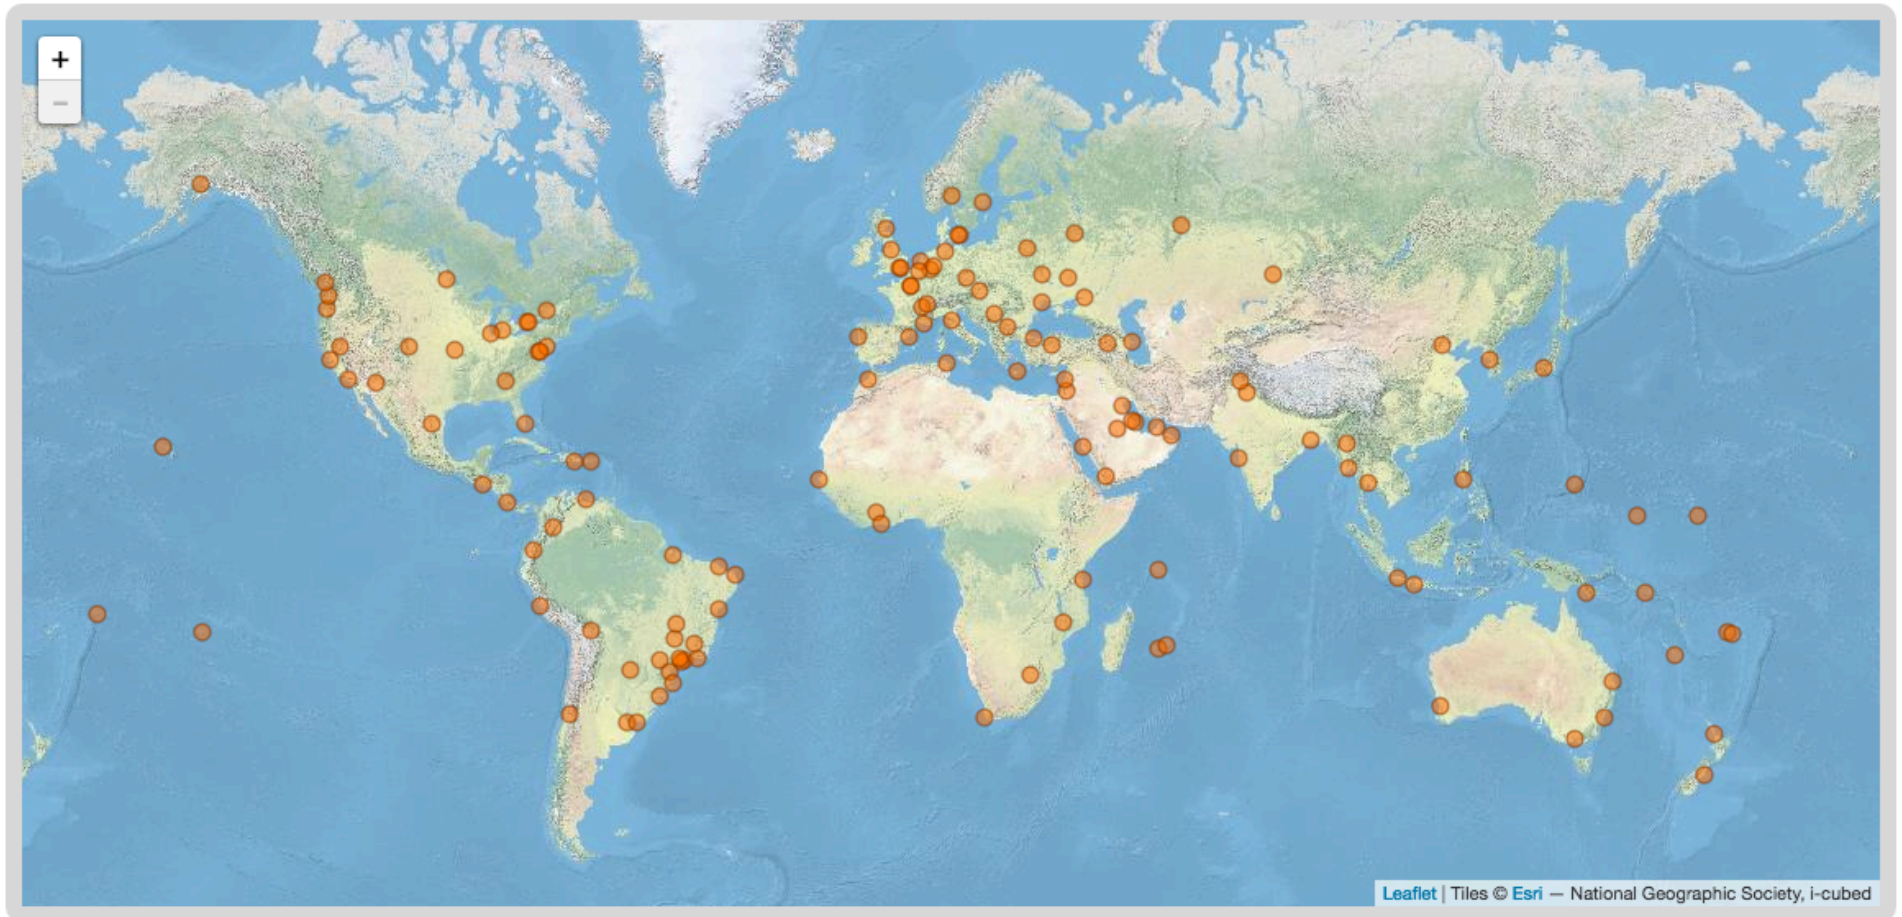 +
−
Leaflet | Tiles © Esri — National Geographic Society, i-cubed